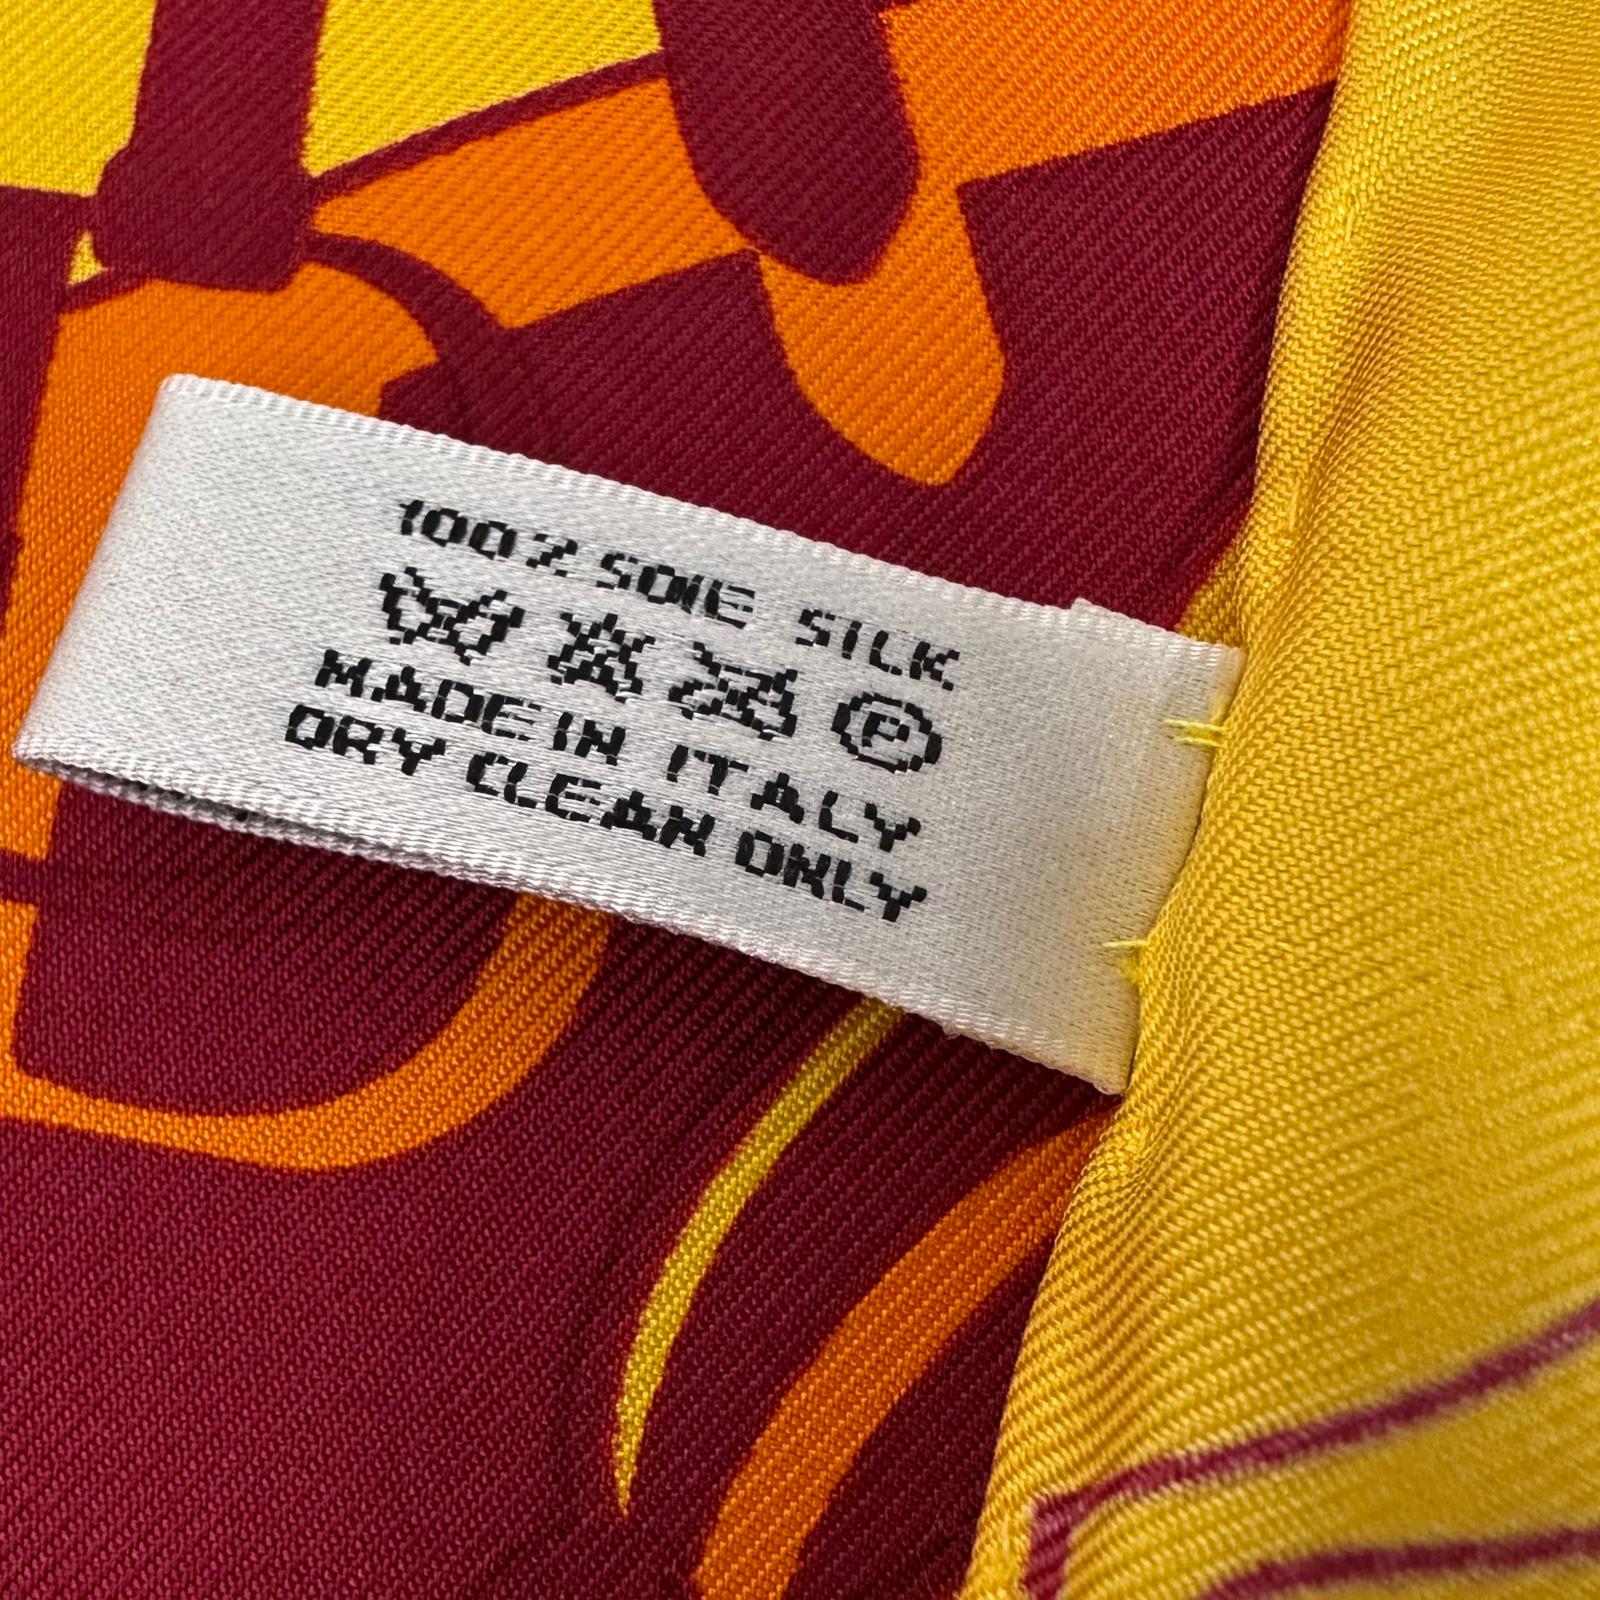 100% SOIE SILK
P
MADE IN ITALY
DRY CLEAN ONLY